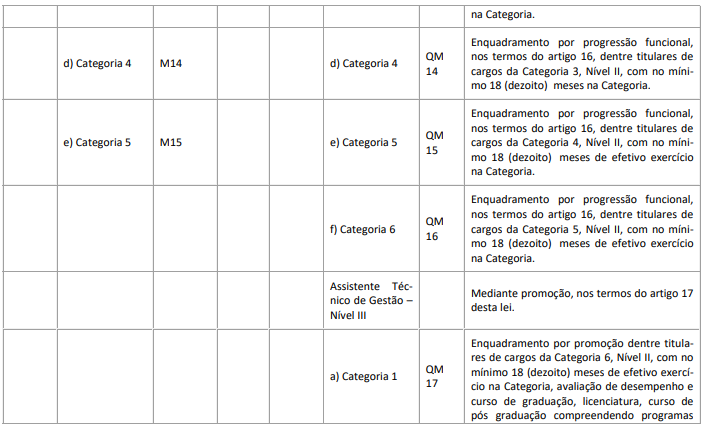 na Categoria.
d) Categoria 4
M14
d) Categoria 4
QM
14
Enquadramento por progressão funcional,
nos termos do artigo 16, dentre titulares de
cargos da Categoria 3, Nível II, com no míni-
mo 18 (dezoito) meses na Categoria.
e) Categoria 5
M15
e) Categoria 5
QM
15
Enquadramento por progressão funcional,
nos termos do artigo 16, dentre titulares de
cargos da Categoria 4, Nível II, com no míni-
mo 18 (dezoito) meses de efetivo exercício
na Categoria.
f) Categoria 6
QM
16
Enquadramento por progressão funcional,
nos termos do artigo 16, dentre titulares de
cargos da Categoria 5, Nível II, com no míni-
mo 18 (dezoito) meses de efetivo exercício
na Categoria.
Assistente Téc-
nico de Gestão –
Nível III
Mediante promoção, nos termos do artigo 17
desta lei.
a) Categoria 1
QM
17
Enquadramento por promoção dentre titula-
res de cargos da Categoria 6, Nível II, com no
mínimo 18 (dezoito) meses de efetivo exercí-
cio na Categoria, avaliação de desempenho e
curso de graduação, licenciatura, curso de
pós graduação compreendendo programas